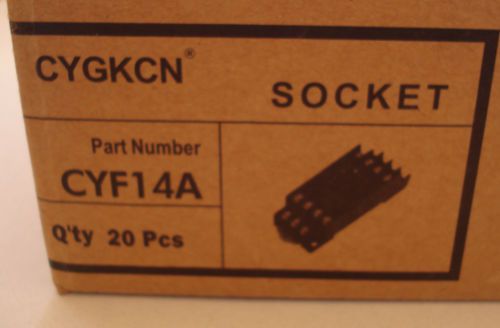 CYGKCN®
SOCKET
Part Number
CYF14A
Q'ty 20 Pcs